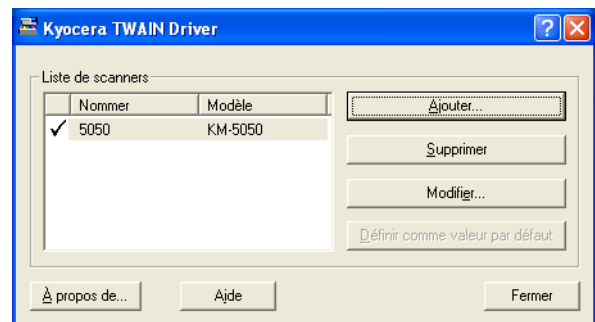 Kyocera TWAIN Driver
Liste de scanners
Nommer Modèle
5050 KM-5050
Ajouter...
Supprimer
Modifier...
Définir comme valeur par défaut
À propos de... Aide Fermer